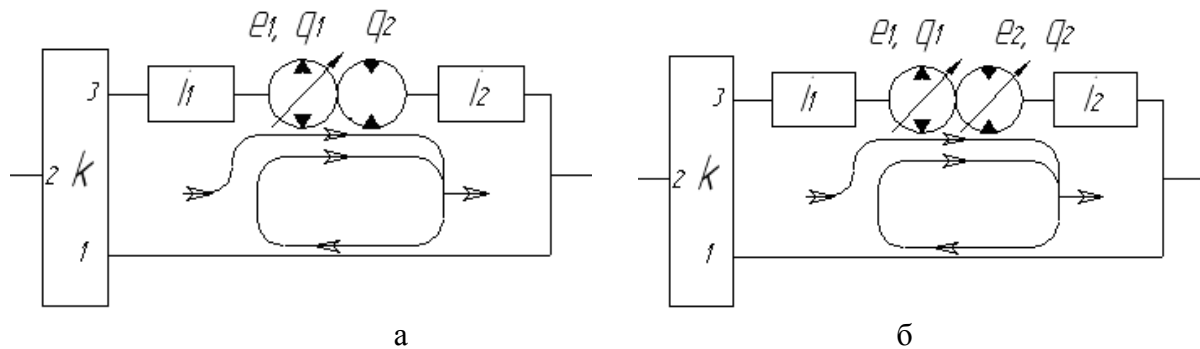 e1, q1 q2
3 i1 i2
2 k
1
а
e1, q1 e2, q2
3 i1 i2
2 k
1
б